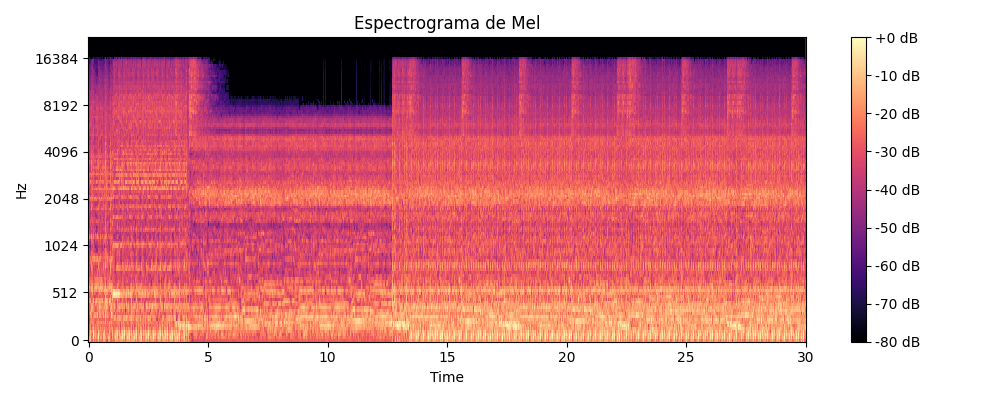 Espectrograma de Mel
Hz
16384
8192
4096
2048
1024
512
0
0 5 10 15 20 25 30
Time
+0 dB
-10 dB
-20 dB
-30 dB
-40 dB
-50 dB
-60 dB
-70 dB
-80 dB